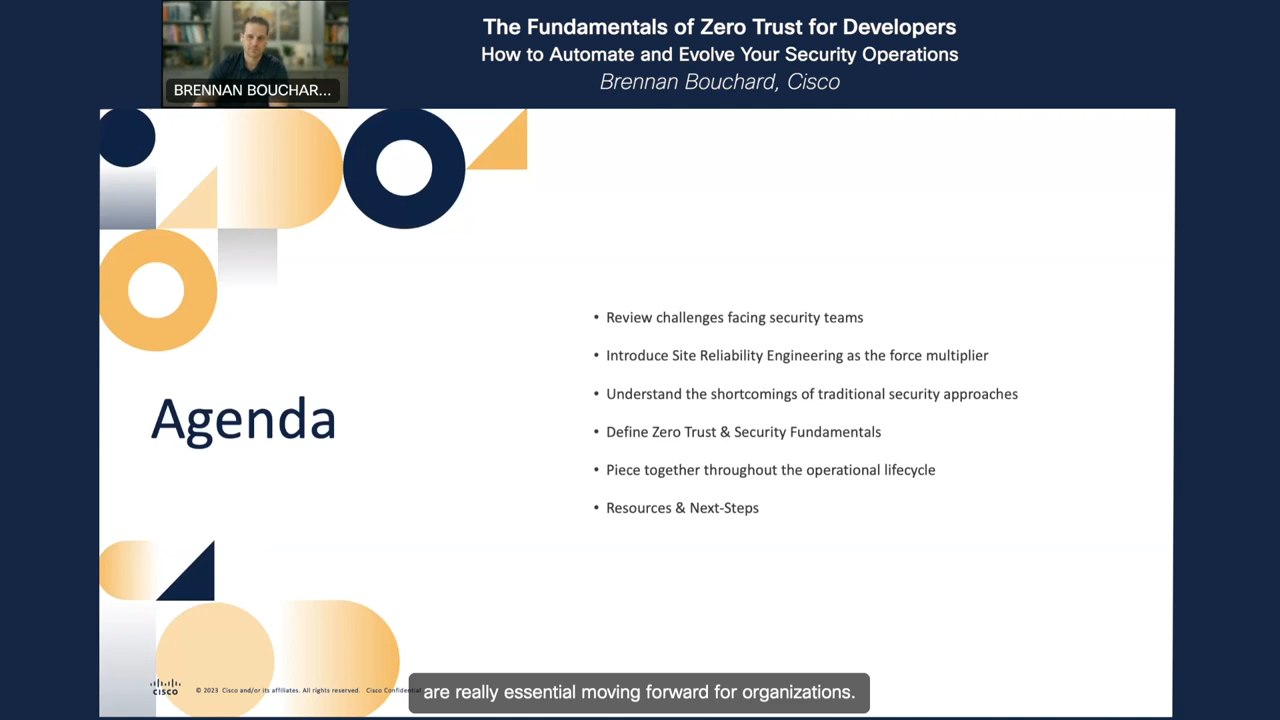 The Fundamentals of Zero Trust for Developers
How to Automate and Evolve Your Security Operations
Brennan Bouchard, Cisco
BRENNAN BOUCHAR...
Agenda
• Review challenges facing security teams
• Introduce Site Reliability Engineering as the force multiplier
• Understand the shortcomings of traditional security approaches
• Define Zero Trust & Security Fundamentals
• Piece together throughout the operational lifecycle
• Resources & Next-Steps
CISCO
© 2023 Cisco and/or its affiliates. All rights reserved. Cisco
are really essential moving forward for organizations.